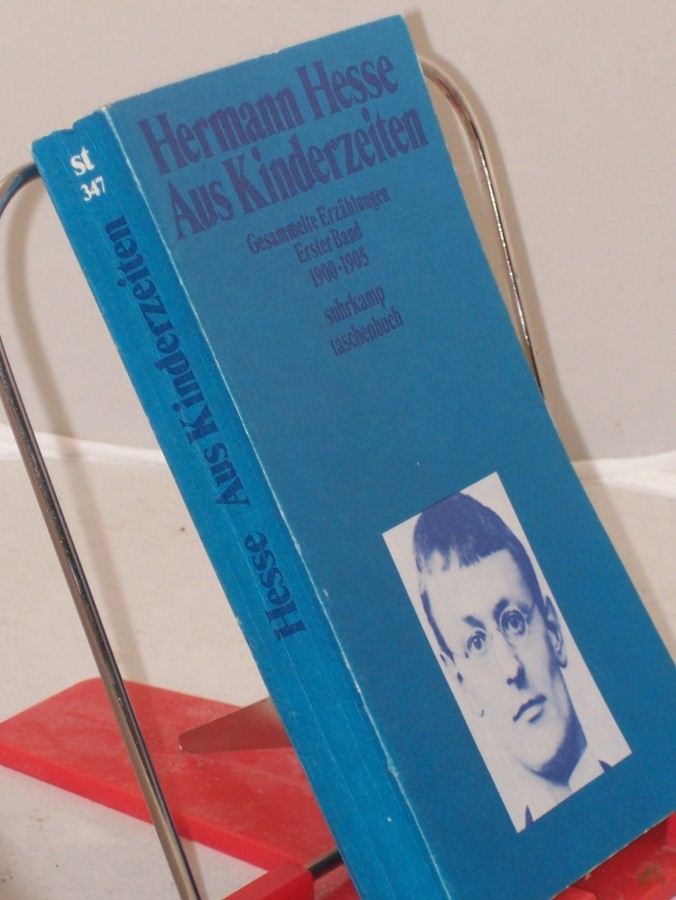 st
347
Hesse Aus Kinderzeiten
Hermann Hesse
Aus Kinderzeiten
Gesammelte Erzählungen
Erster Band
1900-1905
suhrkamp
taschenbuch